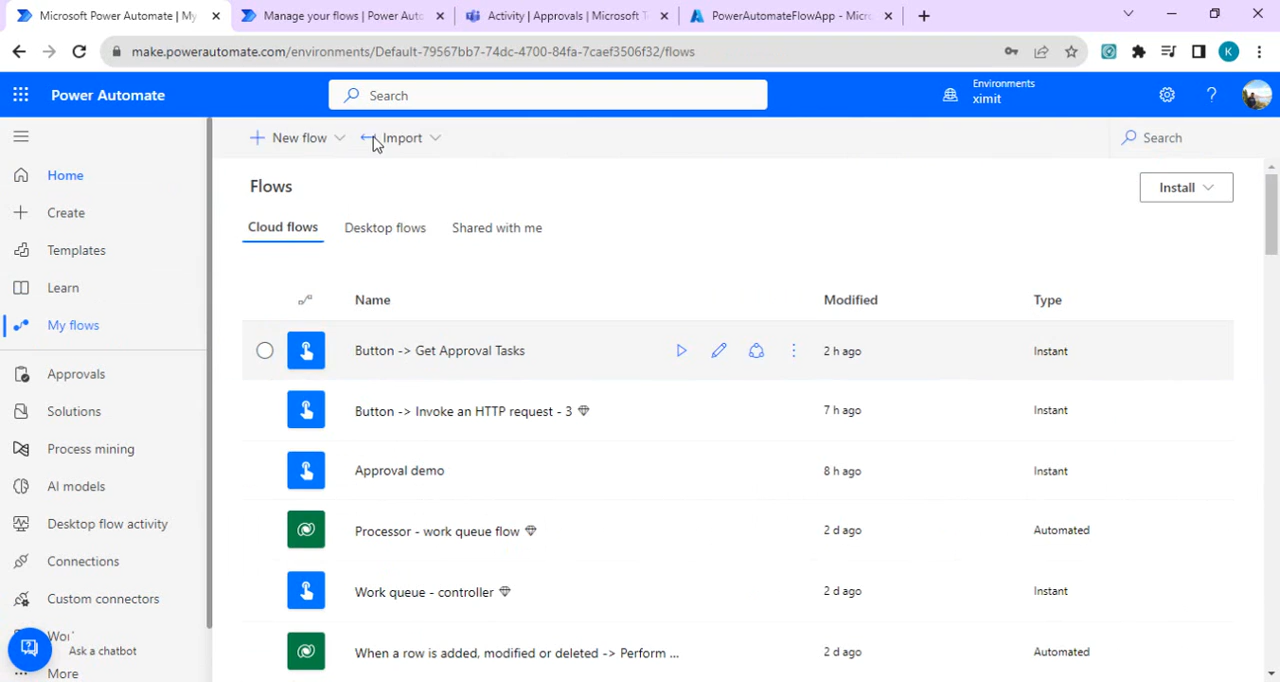 Microsoft Power Automate | My
Manage your flows | Power Auto
Activity | Approvals | Microsoft T
PowerAutomateFlowApp - Micro
make.powerautomate.com/environments/Default-79567bb7-74dc-4700-84fa-7caef3506f32/flows
K
Power Automate
Search
Environments
ximit
New flow
Import
Search
Home
Create
Templates
Learn
My flows
Approvals
Solutions
Process mining
AI models
Desktop flow activity
Connections
Custom connectors
Ask a chatbot
More
Flows
Install
Cloud flows
Desktop flows
Shared with me
Name
Modified
Type
Button -> Get Approval Tasks
2 h ago
Instant
Button -> Invoke an HTTP request - 3
7 h ago
Instant
Approval demo
8 h ago
Instant
Processor - work queue flow
2 d ago
Automated
Work queue - controller
2 d ago
Instant
When a row is added, modified or deleted -> Perform ...
2 d ago
Automated